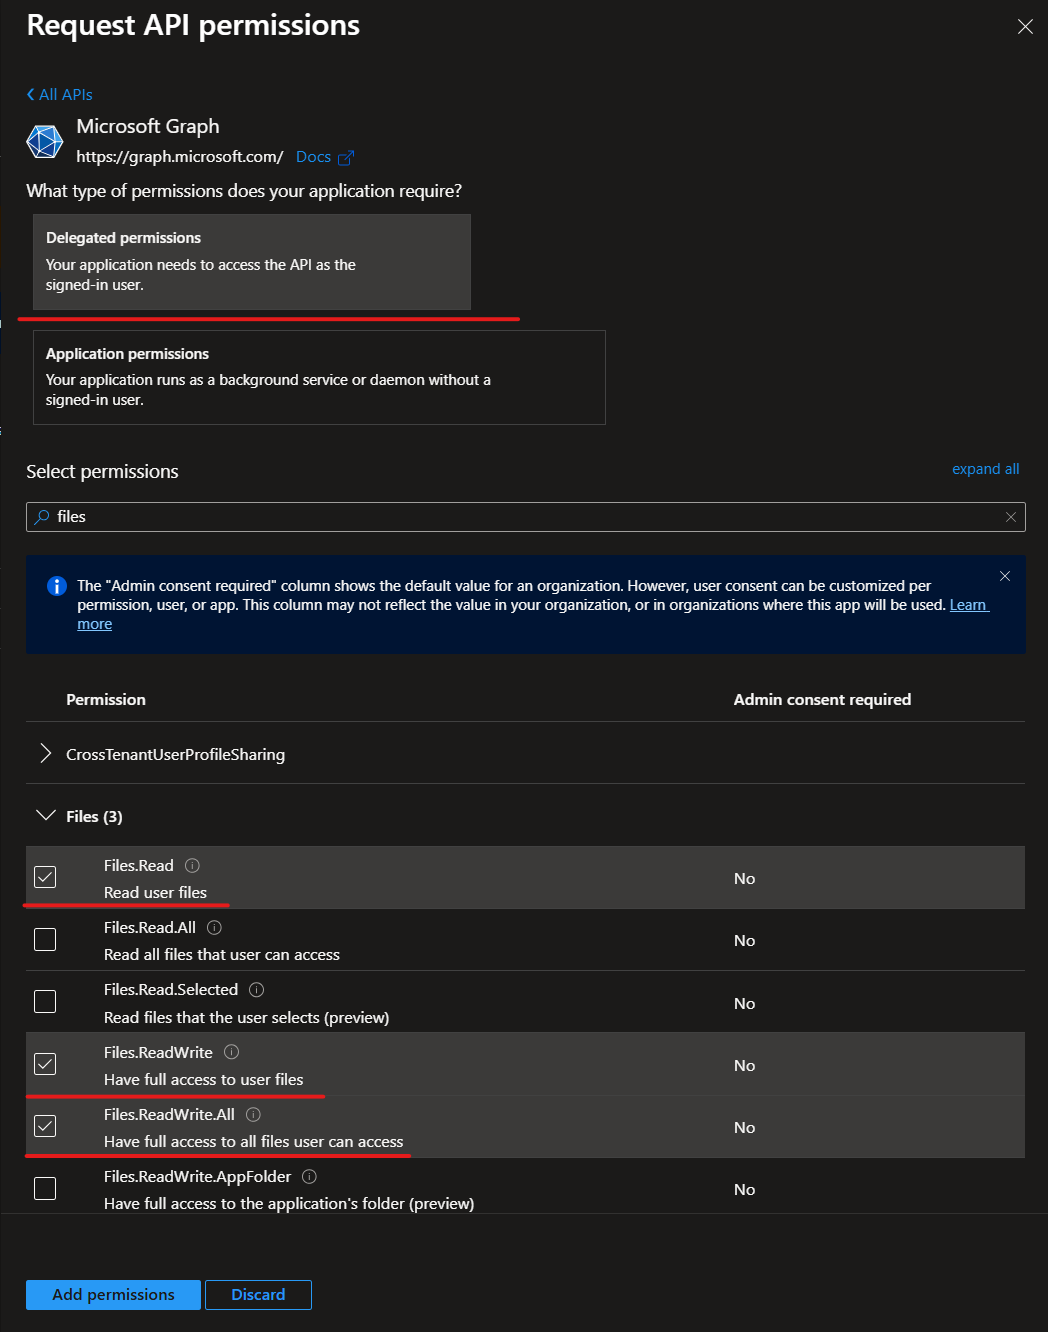 Request API permissions
All APIs
Microsoft Graph
https://graph.microsoft.com/ Docs
What type of permissions does your application require?
Delegated permissions
Your application needs to access the API as the
signed-in user.
Application permissions
Your application runs as a background service or daemon without a
signed-in user.
Select permissions
expand all
files
The "Admin consent required" column shows the default value for an organization. However, user consent can be customized per
permission, user, or app. This column may not reflect the value in your organization, or in organizations where this app will be used. Learn
more
Permission Admin consent required
CrossTenantUserProfileSharing
Files (3)
Files.Read
Read user files
No
Files.Read.All
Read all files that user can access
No
Files.Read.Selected
Read files that the user selects (preview)
No
Files.ReadWrite
Have full access to user files
No
Files.ReadWrite.All
Have full access to all files user can access
No
Files.ReadWrite.AppFolder
Have full access to the application's folder (preview)
No
Add permissions Discard